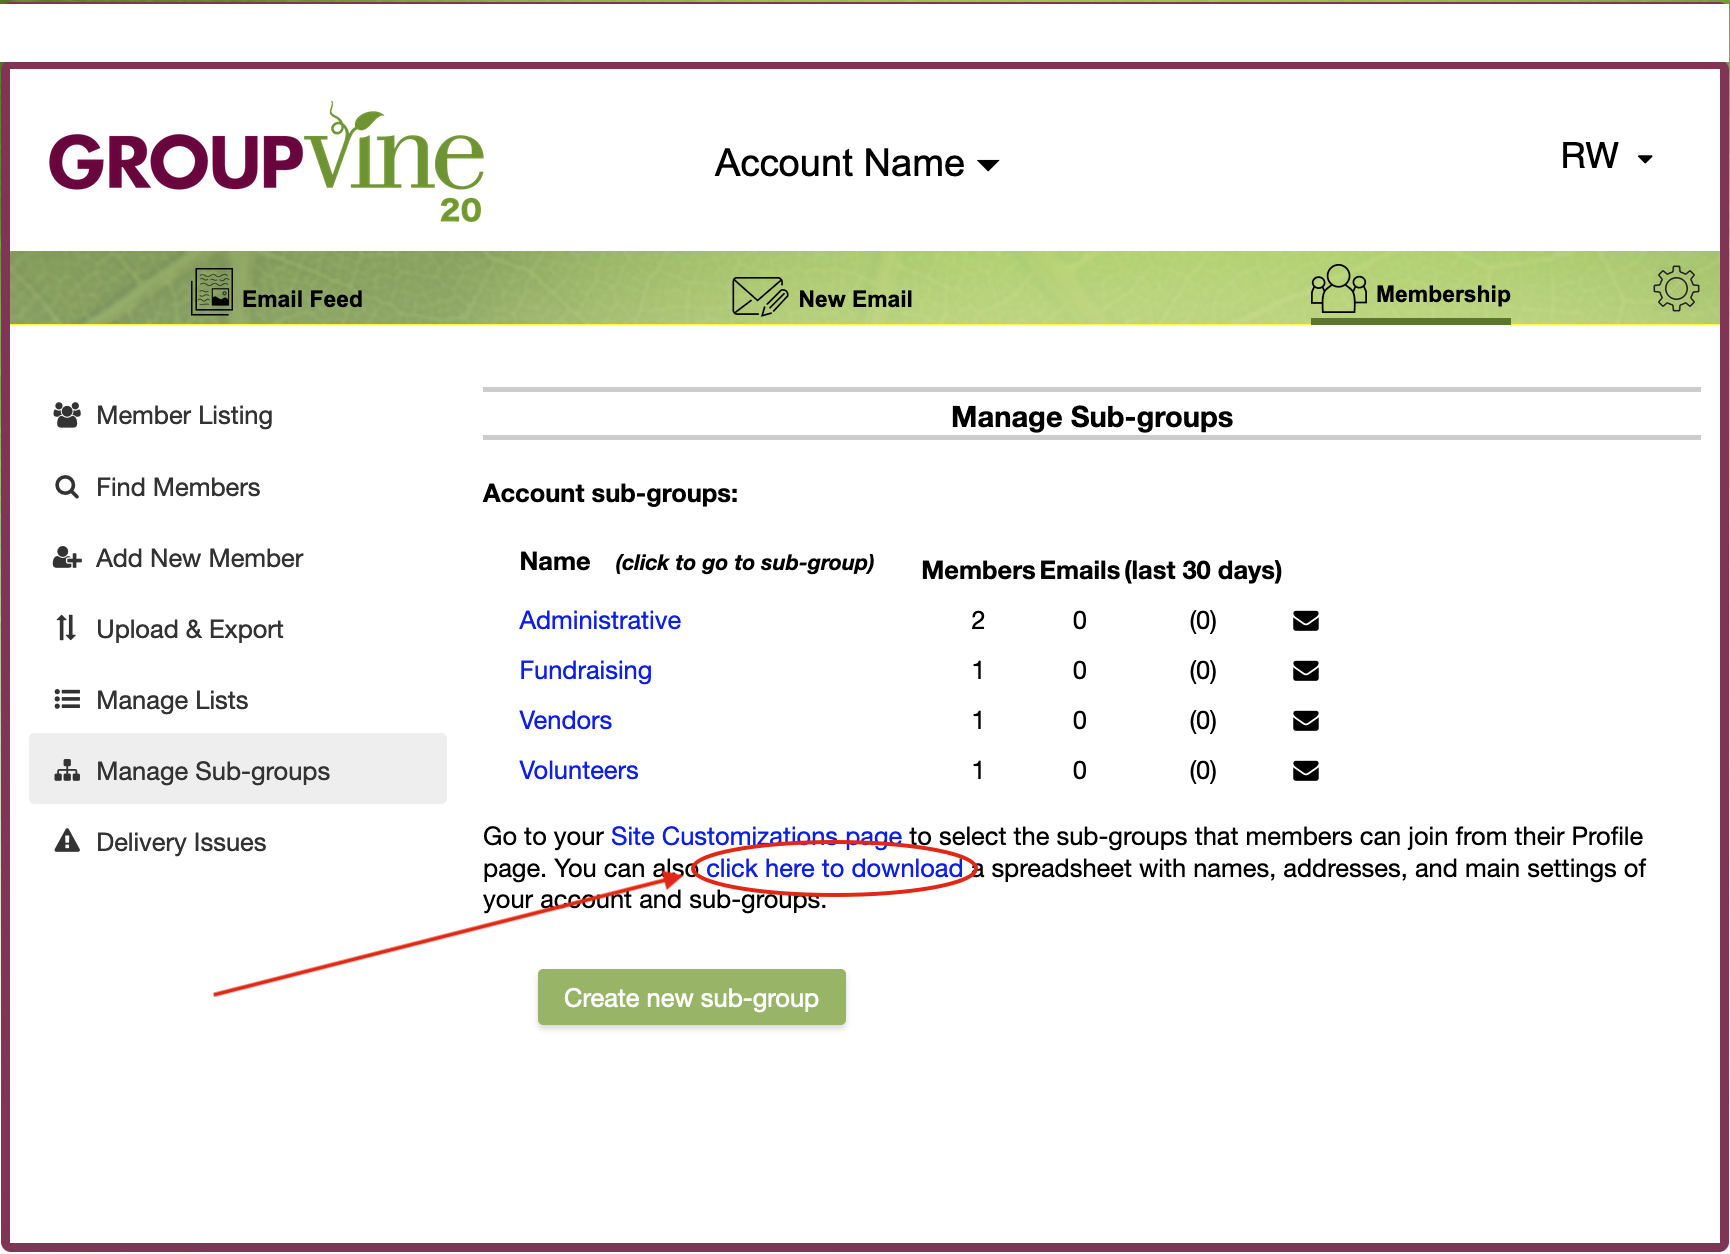 GROUPvine
20
Account Name
RW
Email Feed
New Email
Membership
Member Listing
Find Members
Add New Member
Upload & Export
Manage Lists
Manage Sub-groups
Delivery Issues
Manage Sub-groups
Account sub-groups:
Name (click to go to sub-group) Members Emails (last 30 days)
Administrative 2 0 (0)
Fundraising 1 0 (0)
Vendors 1 0 (0)
Volunteers 1 0 (0)
Go to your Site Customizations page to select the sub-groups that members can join from their Profile
page. You can also click here to download a spreadsheet with names, addresses, and main settings of
your account and sub-groups.
Create new sub-group